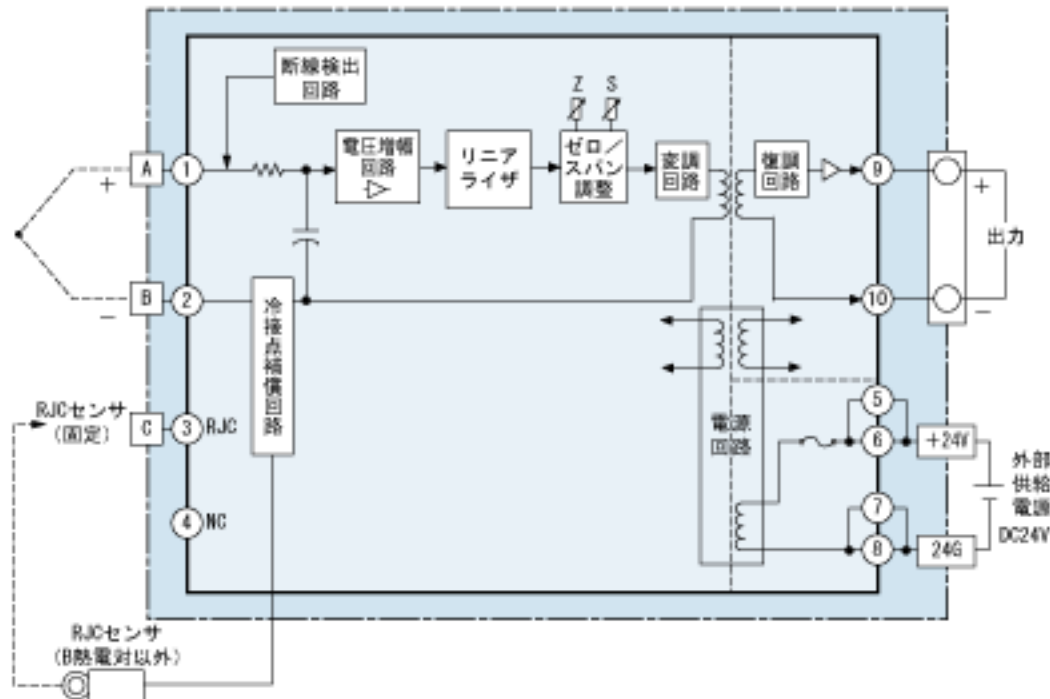 断線検出
回路
Z
S
A
1
電圧増幅
回路
リニア
ライザ
ゼロ/
スパン
調整
変調
回路
復調
回路
9
+
+
出力
B
2
10
−
−
冷接点補償回路
RJCセンサ
(固定)
C
3
RJC
4
NC
電源
回路
5
6
+24V
7
8
24G
外部
供給
電源
DC24V
RJCセンサ
(B熱電対以外)